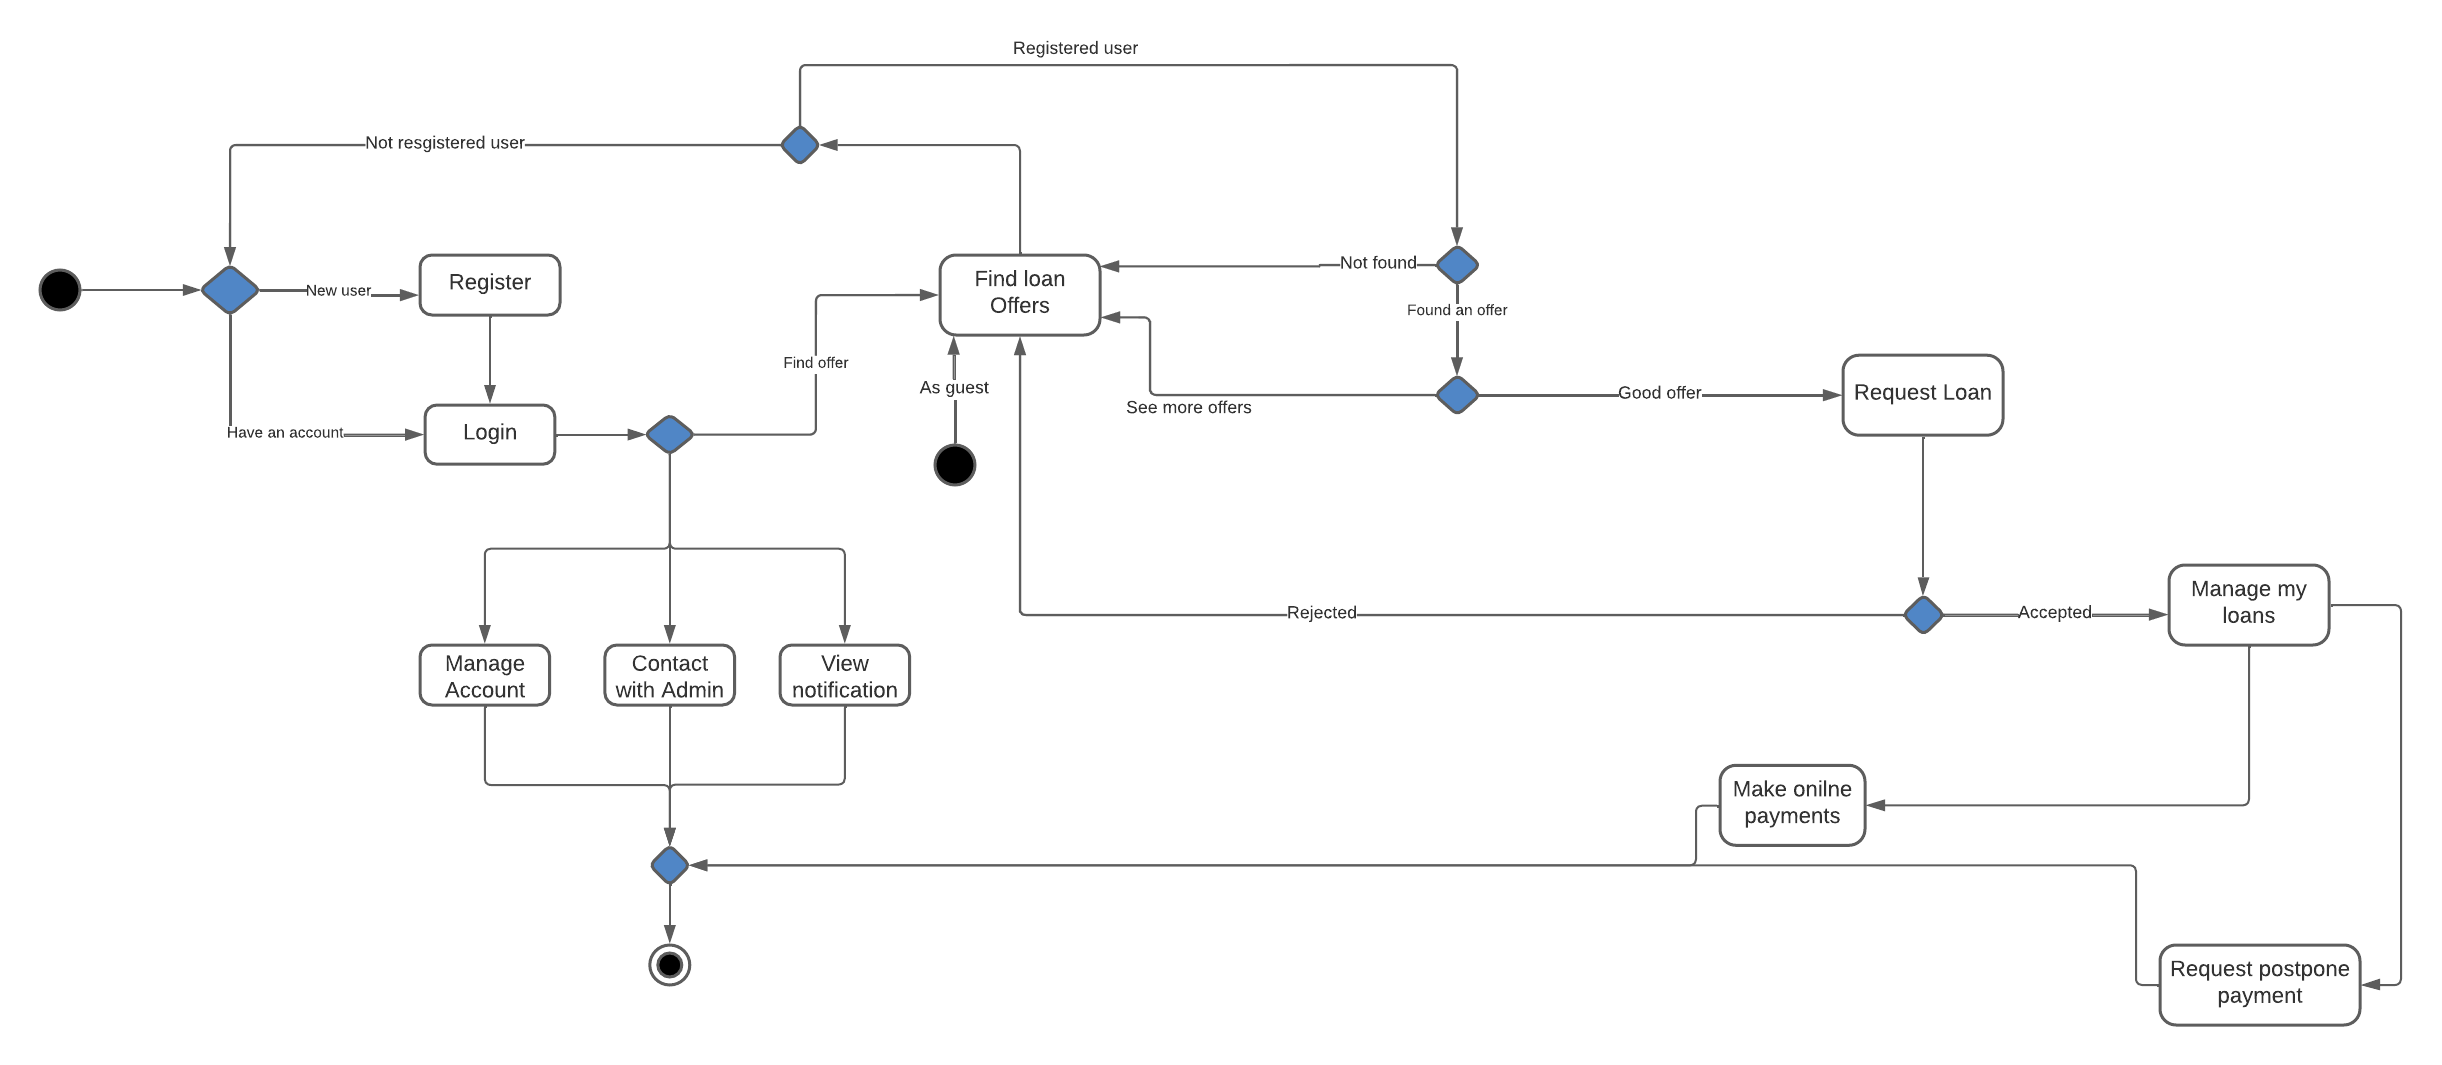 Registered user
Not resgistered user
Not found
Find loan
Offers
Register
New user
Found an offer
Find offer
As guest
Good offer
Request Loan
See more offers
Have an account
Login
Manage my
loans
Rejected
Accepted
Manage
Account
Contact
with Admin
View
notification
Make onilne
payments
Request postpone
payment